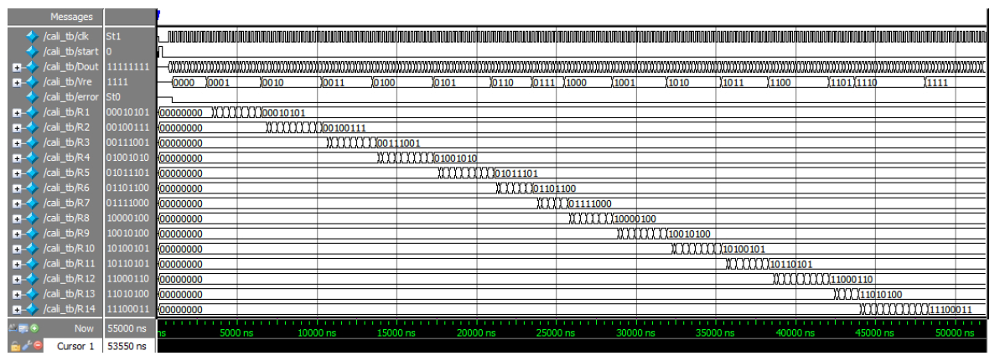 Messages
/cali_tb/clk St1
/cali_tb/start 0
/cali_tb/Dout 11111111
/cali_tb/Vre 1111 0000 0001 0010 0011 0100 0101 0110 0111 1000 1001 1010 1011 1100 1101 1110 1111
/cali_tb/error St0
/cali_tb/R1 00010101 00000000 00010101
/cali_tb/R2 00100111 00000000 00100111
/cali_tb/R3 00111001 00000000 00111001
/cali_tb/R4 01001010 00000000 01001010
/cali_tb/R5 01011101 00000000 01011101
/cali_tb/R6 01101100 00000000 01101100
/cali_tb/R7 01111000 00000000 01111000
/cali_tb/R8 10000100 00000000 10000100
/cali_tb/R9 10010100 00000000 10010100
/cali_tb/R10 10100101 00000000 10100101
/cali_tb/R11 10110101 00000000 10110101
/cali_tb/R12 11000110 00000000 11000110
/cali_tb/R13 11010100 00000000 11010100
/cali_tb/R14 11100011 00000000 11100011
Now 55000 ns ns 5000 ns 10000 ns 15000 ns 20000 ns 25000 ns 30000 ns 35000 ns 40000 ns 45000 ns 50000 ns
Cursor 1 53550 ns